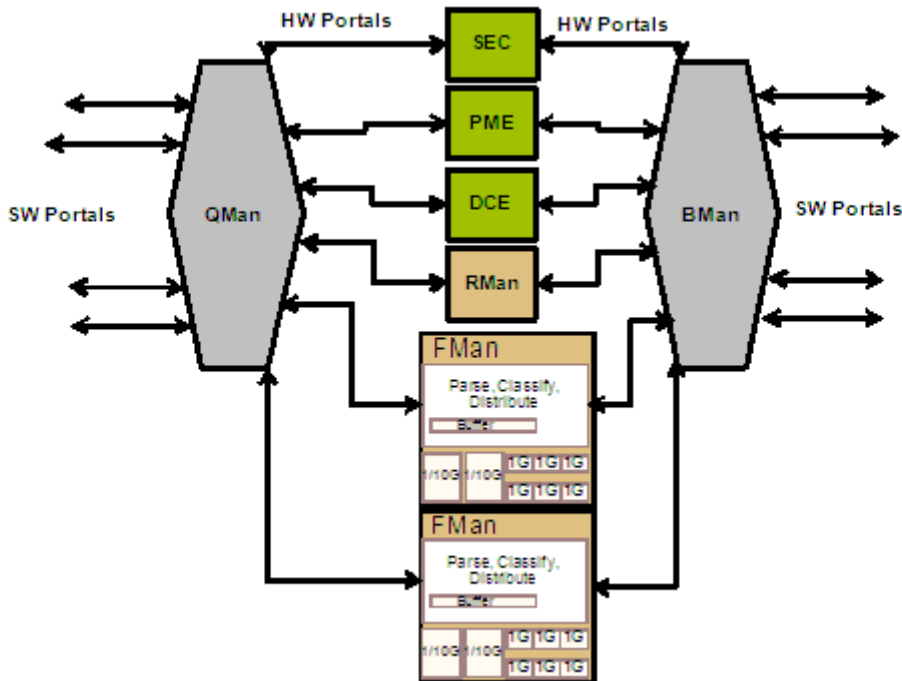 HW Portals
HW Portals
SEC
PME
DCE
RMan
QMan
BMan
SW Portals
SW Portals
FMan
Parse, Classify,
Distribute
Buffer
1/10G 1/10G 1G 1G 1G
1G 1G 1G
FMan
Parse, Classify,
Distribute
Buffer
1/10G 1/10G 1G 1G 1G
1G 1G 1G